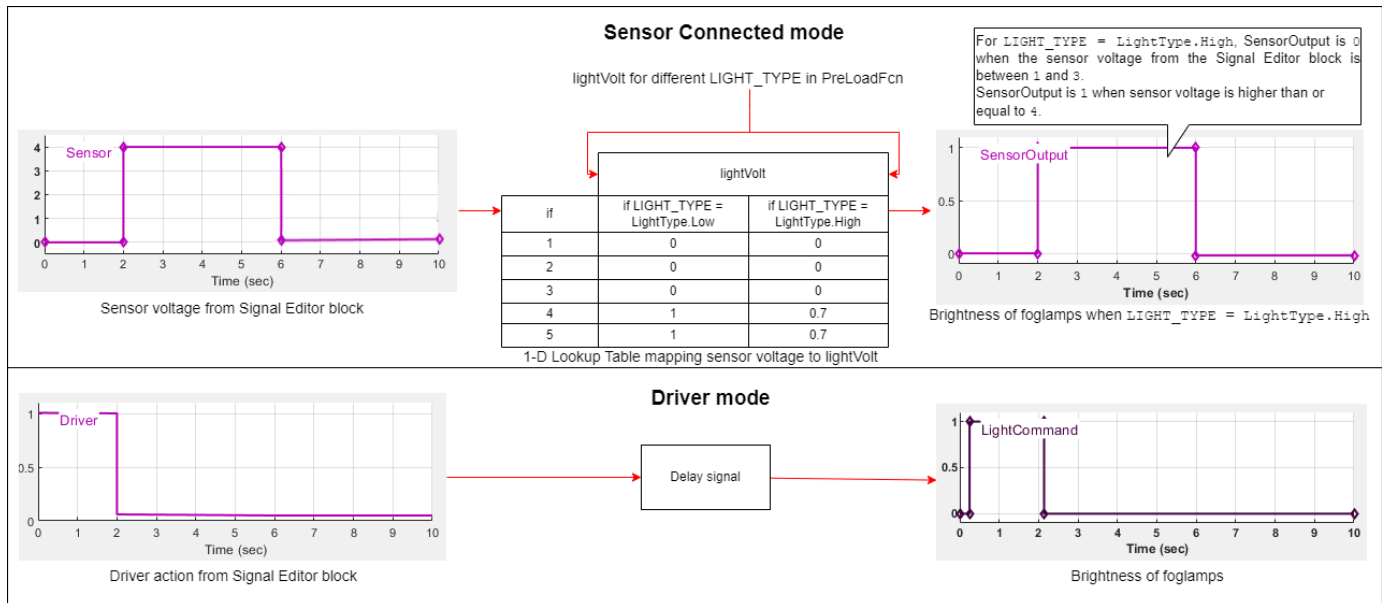 Sensor Connected mode
lightVolt for different LIGHT_TYPE in PreLoadFcn
For LIGHT_TYPE = LightType.High, SensorOutput is 0
when the sensor voltage from the Signal Editor block is
between 1 and 3.
SensorOutput is 1 when sensor voltage is higher than or
equal to 4.
Sensor
4
3
2
1
0
0 1 2 3 4 5 6 7 8 9 10
Time (sec)
Sensor voltage from Signal Editor block
lightVolt
if
if LIGHT_TYPE =
LightType.Low
if LIGHT_TYPE =
LightType.High
1 0 0
2 0 0
3 0 0
4 1 0.7
5 1 0.7
1-D Lookup Table mapping sensor voltage to lightVolt
SensorOutput
1
0.5
0
0 1 2 3 4 5 6 7 8 9 10
Time (sec)
Brightness of foglamps when LIGHT_TYPE = LightType.High
Driver mode
Driver
1
0.5
0
0 1 2 3 4 5 6 7 8 9 10
Time (sec)
Driver action from Signal Editor block
Delay signal
LightCommand
1
0.5
0
0 1 2 3 4 5 6 7 8 9 10
Time (sec)
Brightness of foglamps